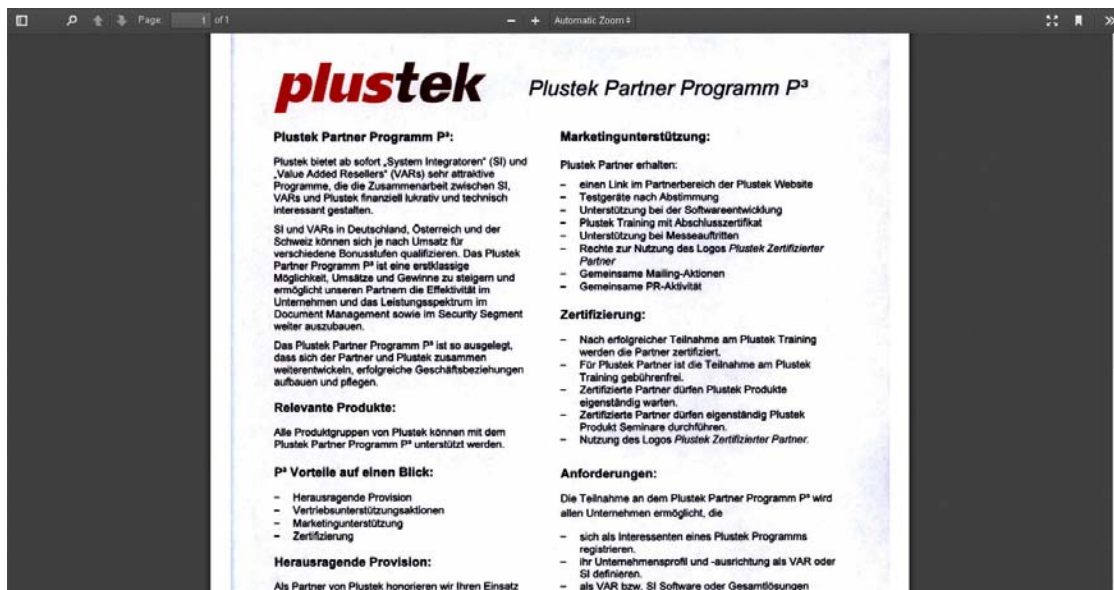 Page: 1 of 1
Automatic Zoom
plustek
Plustek Partner Programm P³
Plustek Partner Programm P³:
Plustek bietet ab sofort „System Integratoren" (SI) und
„Value Added Resellers" (VARs) sehr attraktive
Programme, die die Zusammenarbeit zwischen SI,
VARs und Plustek finanziell lukrativ und technisch
interessant gestalten.
SI und VARs in Deutschland, Österreich und der
Schweiz können sich je nach Umsatz für
verschiedene Bonusstufen qualifizieren. Das Plustek
Partner Programm P³ ist eine erstklassige
Möglichkeit, Umsätze und Gewinne zu steigern und
ermöglicht unseren Partnern die Effektivität im
Unternehmen und das Leistungsspektrum im
Document Management sowie im Security Segment
weiter auszubauen.
Das Plustek Partner Programm P³ ist so ausgelegt,
dass sich der Partner und Plustek zusammen
weiterentwickeln, erfolgreiche Geschäftsbeziehungen
aufbauen und pflegen.
Relevante Produkte:
Alle Produktgruppen von Plustek können mit dem
Plustek Partner Programm P³ unterstützt werden.
P³ Vorteile auf einen Blick:
– Herausragende Provision
– Vertriebsunterstützungsaktionen
– Marketingunterstützung
– Zertifizierung
Herausragende Provision:
Als Partner von Plustek honorieren wir Ihren Einsatz
Marketingunterstützung:
Plustek Partner erhalten:
– einen Link im Partnerbereich der Plustek Website
– Testgeräte nach Abstimmung
– Unterstützung bei der Softwareentwicklung
– Plustek Training mit Abschlusszertifikat
– Unterstützung bei Messeauftritten
– Rechte zur Nutzung des Logos Plustek Zertifizierter
Partner
– Gemeinsame Mailing-Aktionen
– Gemeinsame PR-Aktivität
Zertifizierung:
– Nach erfolgreicher Teilnahme am Plustek Training
werden die Partner zertifiziert.
– Für Plustek Partner ist die Teilnahme am Plustek
Training gebührenfrei.
– Zertifizierte Partner dürfen Plustek Produkte
eigenständig warten.
– Zertifizierte Partner dürfen eigenständig Plustek
Produkt Seminare durchführen.
– Nutzung des Logos Plustek Zertifizierter Partner.
Anforderungen:
Die Teilnahme an dem Plustek Partner Programm P³ wird
allen Unternehmen ermöglicht, die
– sich als Interessenten eines Plustek Programms
registrieren.
– ihr Unternehmensprofil und -ausrichtung als VAR oder
SI definieren.
– als VAR bzw. SI Software oder Gesamtlösungen